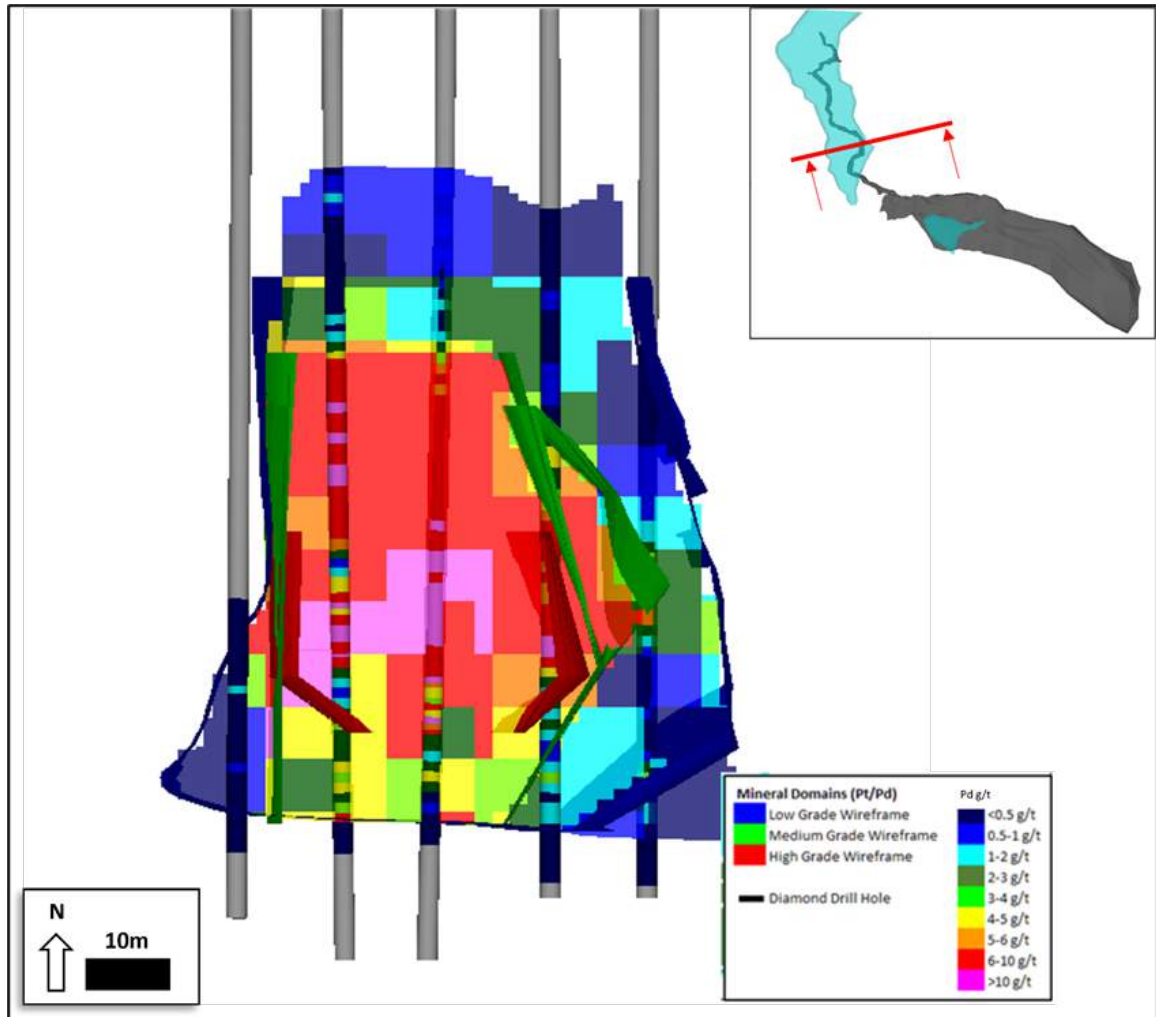 Mineral Domains (Pt/Pd)
Low Grade Wireframe
Medium Grade Wireframe
High Grade Wireframe
Diamond Drill Hole
Pd g/t
<0.5 g/t
0.5-1 g/t
1-2 g/t
2-3 g/t
3-4 g/t
4-5 g/t
5-6 g/t
6-10 g/t
>10 g/t
N
10m